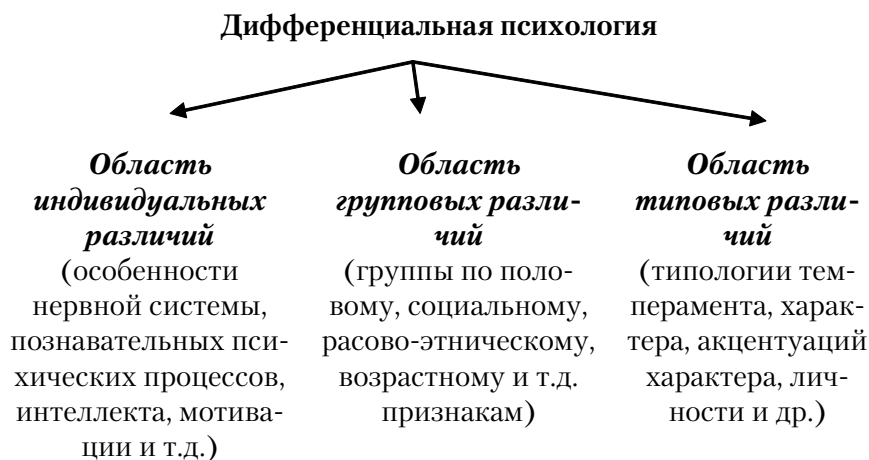 Дифференциальная психология
Область
индивидуальных
различий
(особенности
нервной системы,
познавательных пси-
хических процессов,
интеллекта, мотива-
ции и т.д.)
Область
групповых разли-
чий
(группы по поло-
вому, социальному,
расово-этническому,
возрастному и т.д.
признакам)
Область
типовых разли-
чий
(типологии тем-
перамента, харак-
тера, акцентуаций
характера, лич-
ности и др.)